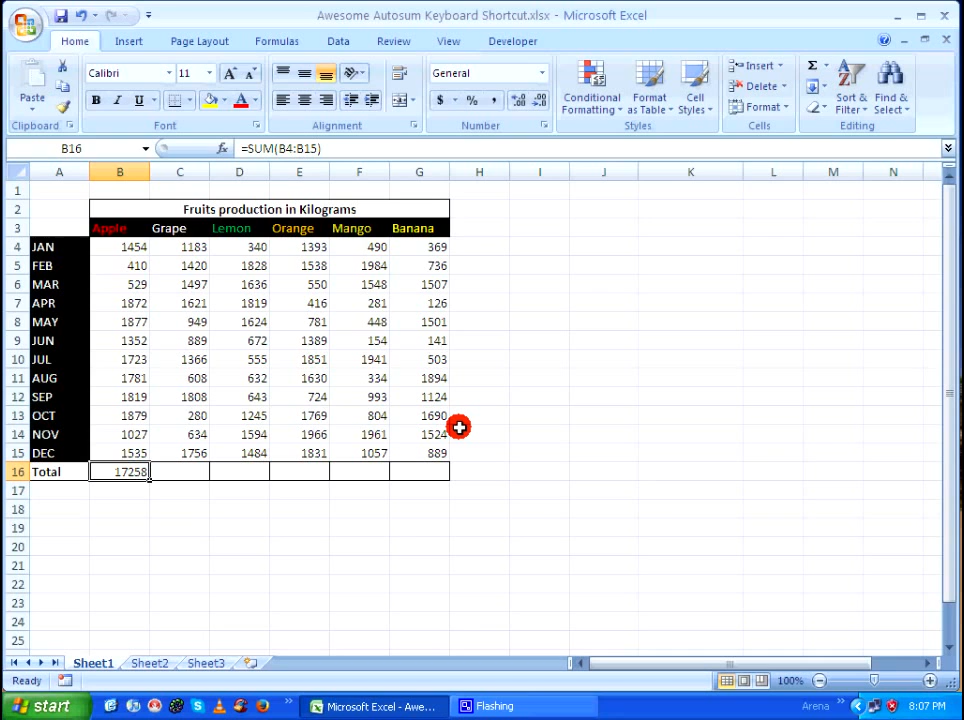 Awesome Autosum Keyboard Shortcut.xlsx - Microsoft Excel
Home Insert Page Layout Formulas Data Review View Developer
Calibri 11 General Insert Σ
Paste B I U A $ % , Conditional Formatting Format as Table Cell Styles Delete Sort & Filter Find & Select
Format
Clipboard Font Alignment Number Styles Cells Editing
B16 fx =SUM(B4:B15)
A B C D E F G H I J K L M N
1
2 Fruits production in Kilograms
3 Apple Grape Lemon Orange Mango Banana
4 JAN 1454 1183 340 1393 490 369
5 FEB 410 1420 1828 1538 1984 736
6 MAR 529 1497 1636 550 1548 1507
7 APR 1872 1621 1819 416 281 126
8 MAY 1877 949 1624 781 448 1501
9 JUN 1352 889 672 1389 154 141
10 JUL 1723 1366 555 1851 1941 503
11 AUG 1781 608 632 1630 334 1894
12 SEP 1819 1808 643 724 993 1124
13 OCT 1879 280 1245 1769 804 1690
14 NOV 1027 634 1594 1966 1961 1524
15 DEC 1535 1756 1484 1831 1057 889
16 Total 17258
17
18
19
20
21
22
23
24
25
Sheet1 Sheet2 Sheet3
Ready 100%
start Microsoft Excel - Awe... Flashing Arena 8:07 PM